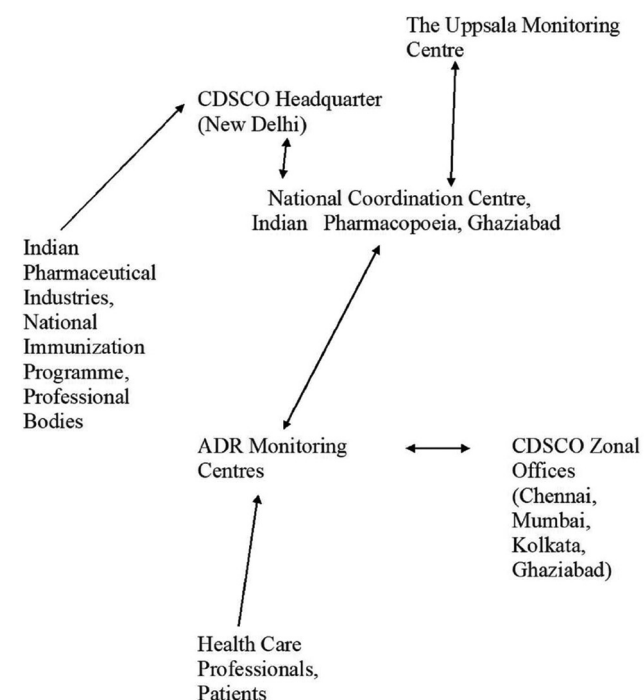 The Uppsala Monitoring
Centre
CDSCO Headquarter
(New Delhi)
National Coordination Centre,
Indian Pharmacopoeia, Ghaziabad
Indian
Pharmaceutical
Industries,
National
Immunization
Programme,
Professional
Bodies
ADR Monitoring
Centres
CDSCO Zonal
Offices
(Chennai,
Mumbai,
Kolkata,
Ghaziabad)
Health Care
Professionals,
Patients